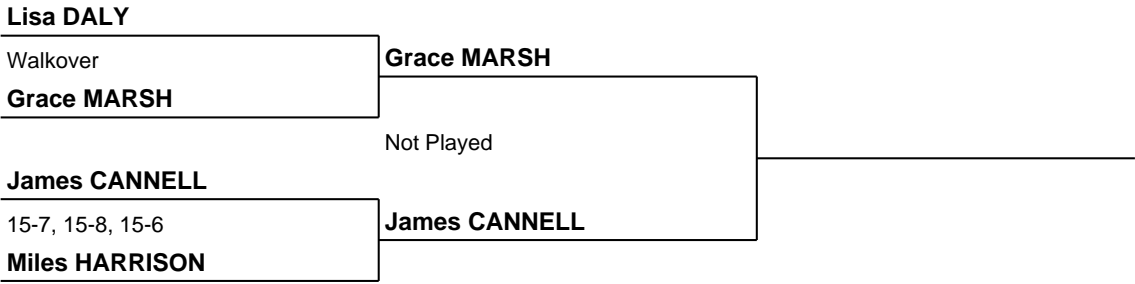 Lisa DALY
Walkover
Grace MARSH
Grace MARSH
Not Played
James CANNELL
15-7, 15-8, 15-6
James CANNELL
Miles HARRISON